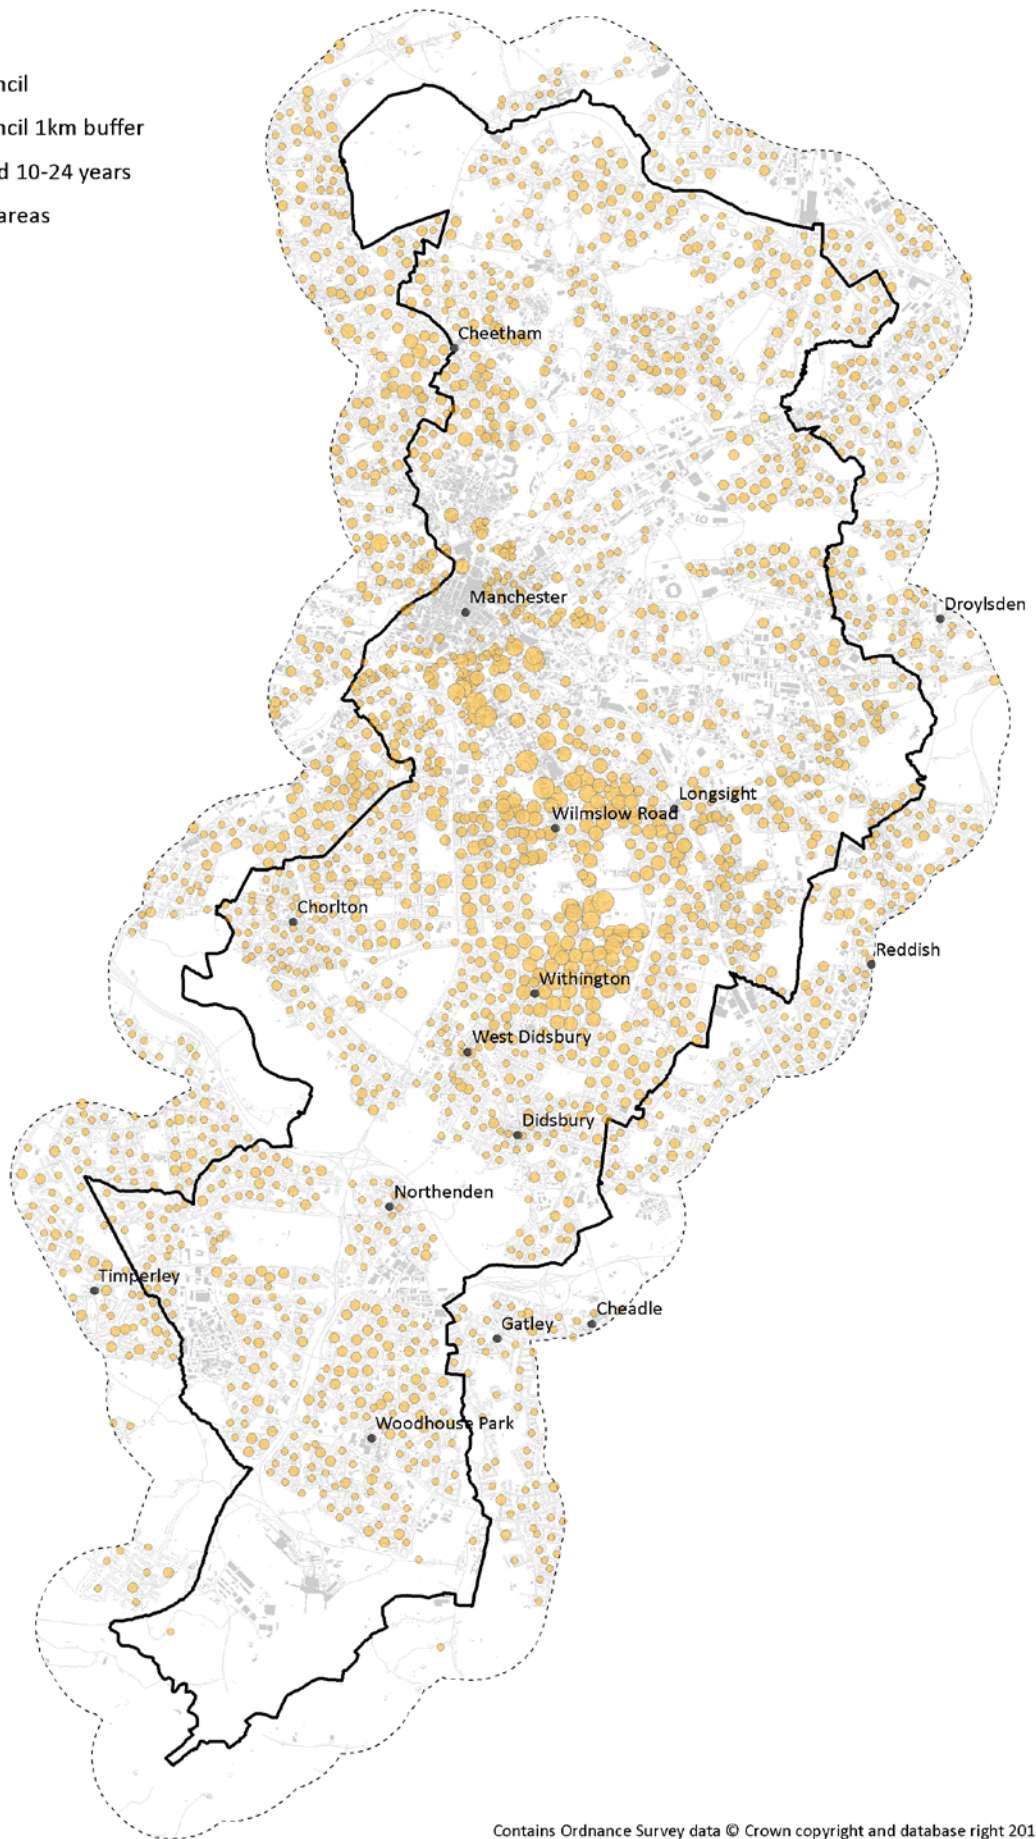 ncil
ncil 1km buffer
d 10-24 years
areas
Cheetham
Manchester
Droylsden
Longsight
Wilmslow Road
Chorlton
Reddish
Withington
West Didsbury
Didsbury
Northenden
Timperley
Cheadle
Gatley
Woodhouse Park
Contains Ordnance Survey data © Crown copyright and database right 201